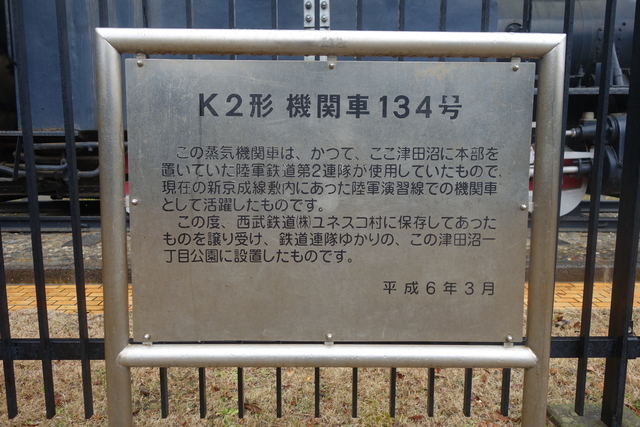 K2形 機関車134号
この蒸気機関車は、かつて、ここ津田沼に本部を
置いていた陸軍鉄道第2連隊が使用していたもので、
現在の新京成線敷内にあった陸軍演習線での機関車
として活躍したものです。
この度、西武鉄道㈱ユネスコ村に保存してあった
ものを譲り受け、鉄道連隊ゆかりの、この津田沼一
丁目公園に設置したものです。
平成6年3月